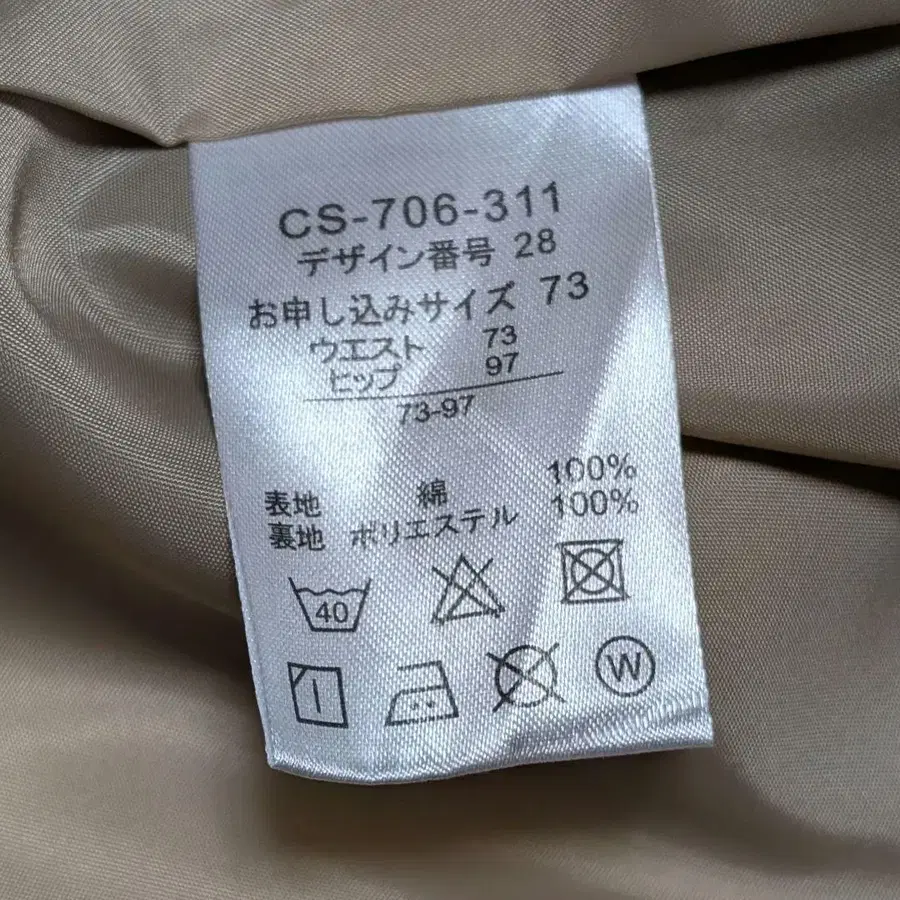 CS-706-311
デザイン番号 28
お申し込みサイズ 73
ウエスト 73
ヒップ 97
73-97
表地 綿 100%
裏地 ポリエステル 100%
40
W